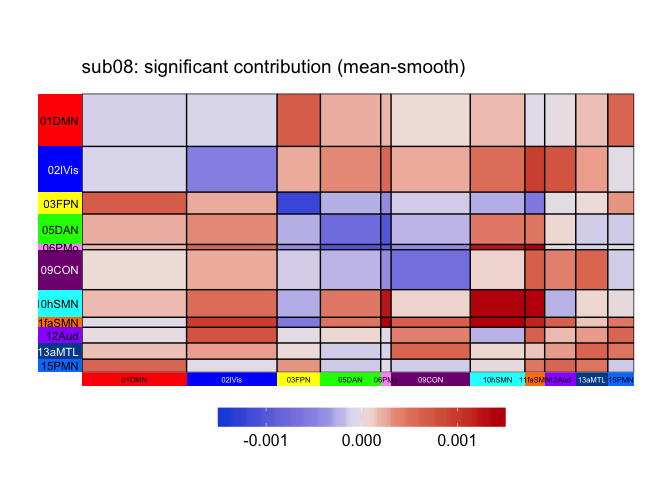 sub08: significant contribution (mean-smooth)
01DMN
02lVis
03FPN
05DAN
06PMo
09CON
10hSMN
11faSMN
12Aud
13aMTL
15PMN
01DMN 02lVis 03FPN 05DAN 06PMo 09CON 10hSMN 11faSMN 12Aud 13aMTL 15PMN
-0.001 0.000 0.001